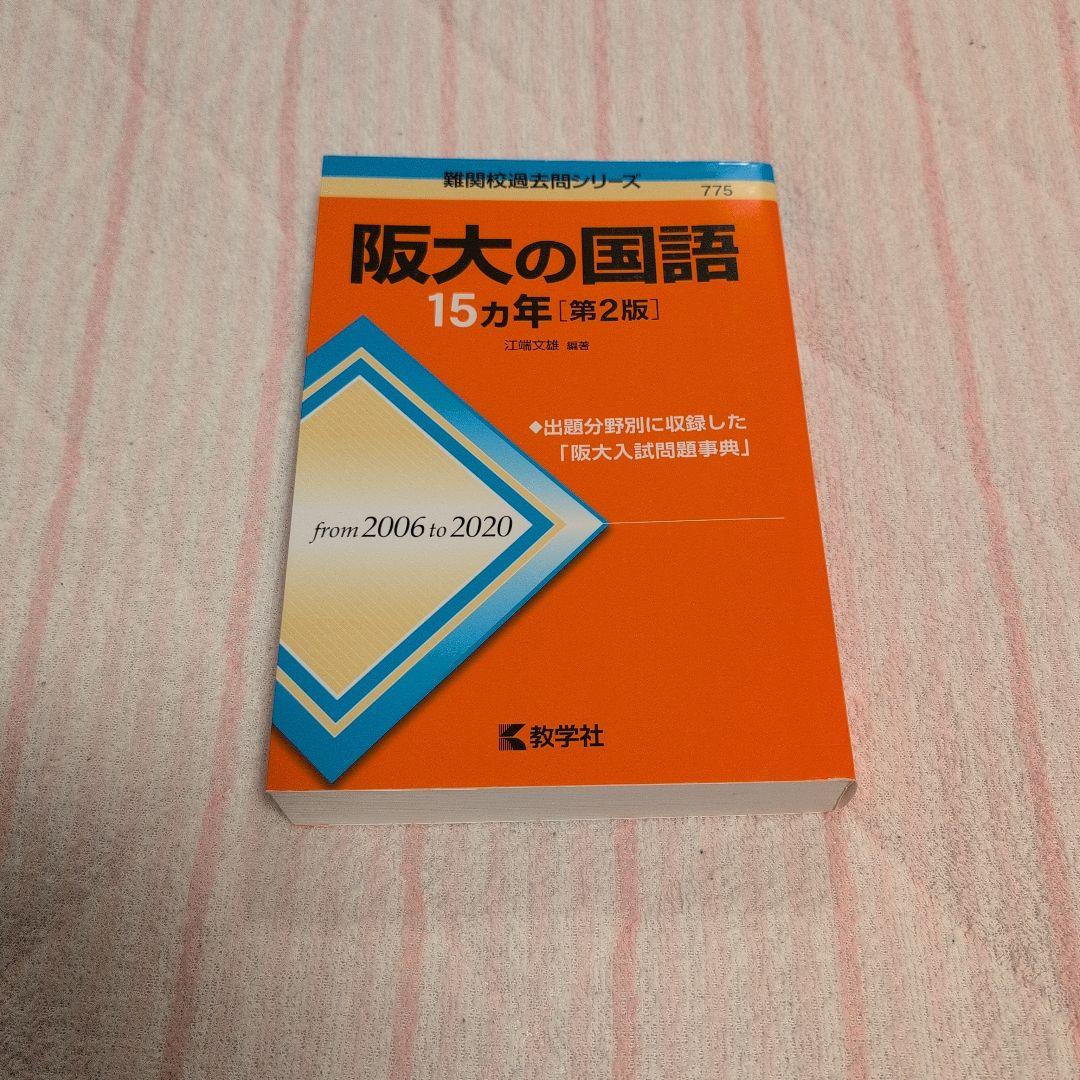 難関校過去問シリーズ
775
阪大の国語
15ヵ年［第2版］
江端文雄 編著
◆出題分野別に収録した
「阪大入試問題事典」
from 2006 to 2020
教学社